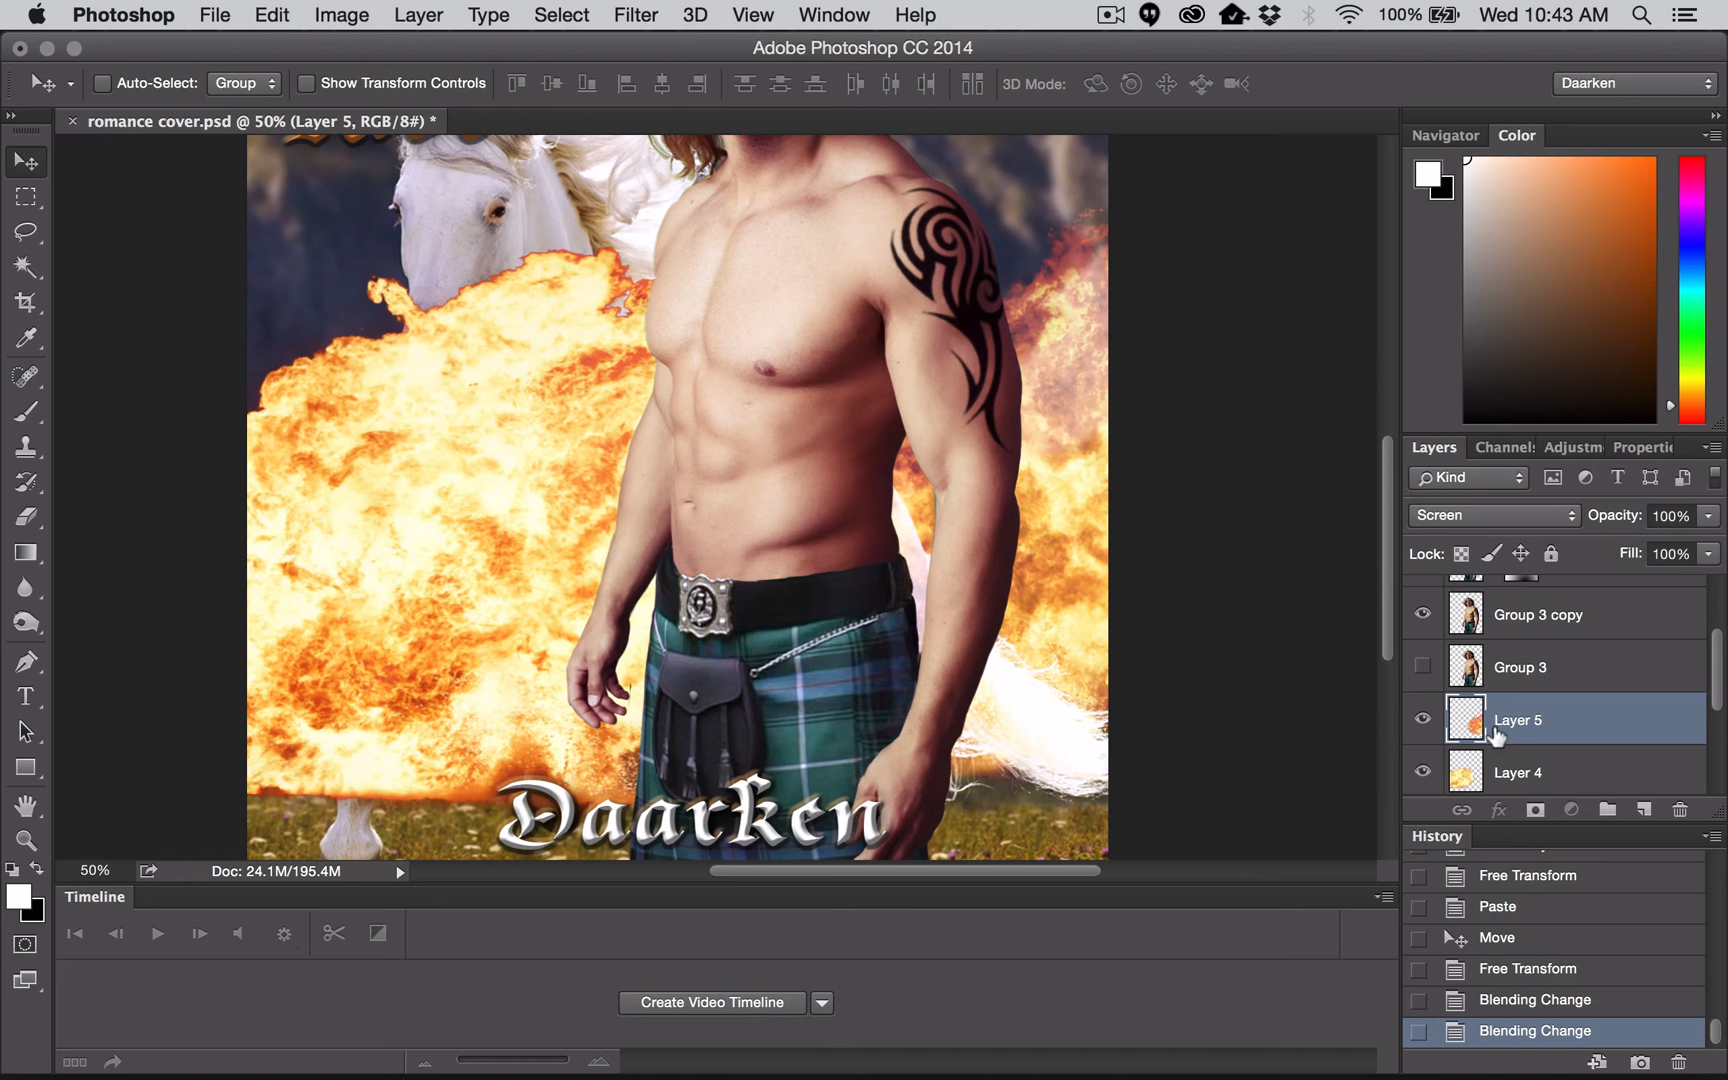 Photoshop File Edit Image Layer Type Select Filter 3D View Window Help 100% Wed 10:43 AM
Adobe Photoshop CC 2014
Auto-Select: Group Show Transform Controls 3D Mode: Daarken
× romance cover.psd @ 50% (Layer 5, RGB/8#) *
Navigator Color
Layers Channels Adjustm Properti
Kind
Screen Opacity: 100%
Lock: Fill: 100%
Group 3 copy
Group 3
Layer 5
Layer 4
Daarken
History
Free Transform
Paste
Move
Free Transform
Blending Change
Blending Change
50% Doc: 24.1M/195.4M
Timeline
Create Video Timeline